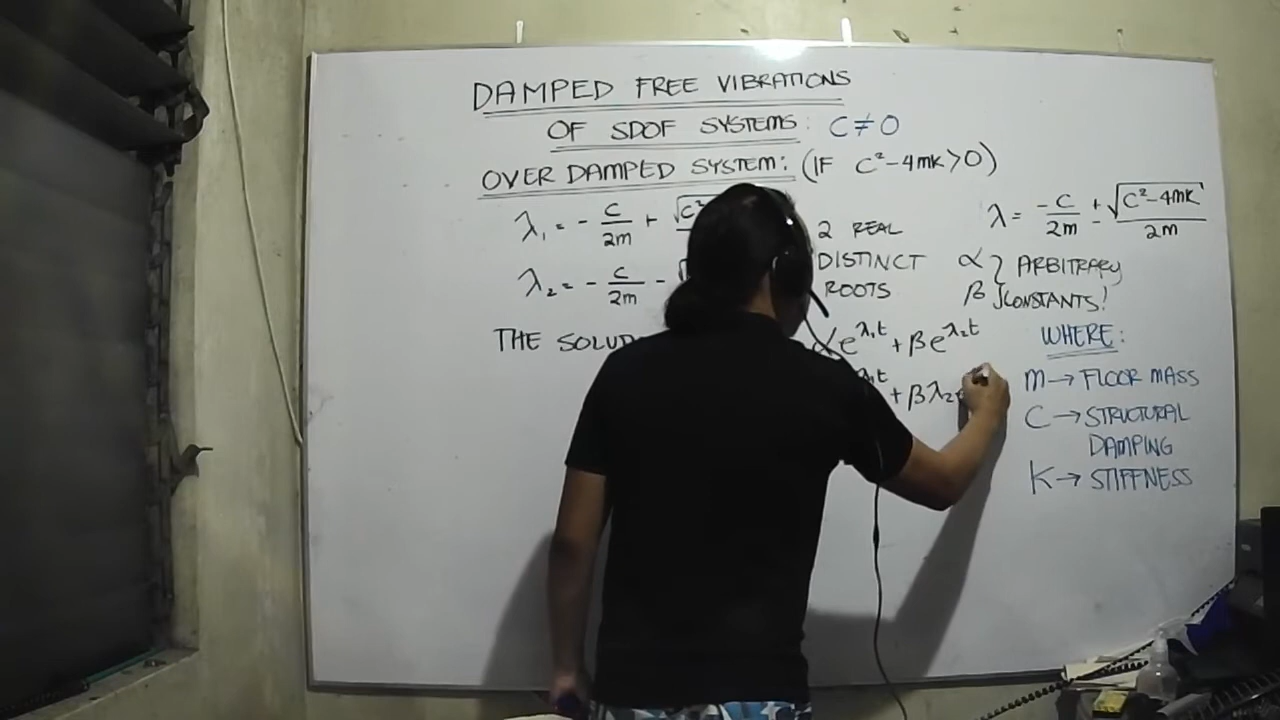 DAMPED FREE VIBRATIONS
OF SDOF SYSTEMS: C≠0
OVER DAMPED SYSTEM: (IF C²-4mK>0)
λ₁ = - C/2m + √C²
λ₂ = - C/2m -
2 REAL
DISTINCT
ROOTS
λ = -C/2m ± √C²-4mK/2m
α } ARBITRARY
β } CONSTANTS!
THE
αe^λ₁t + βe^λ₂t
λ₁t + βλ₂
WHERE:
m → FLOOR MASS
C → STRUCTURAL
DAMPING
K → STIFFNESS